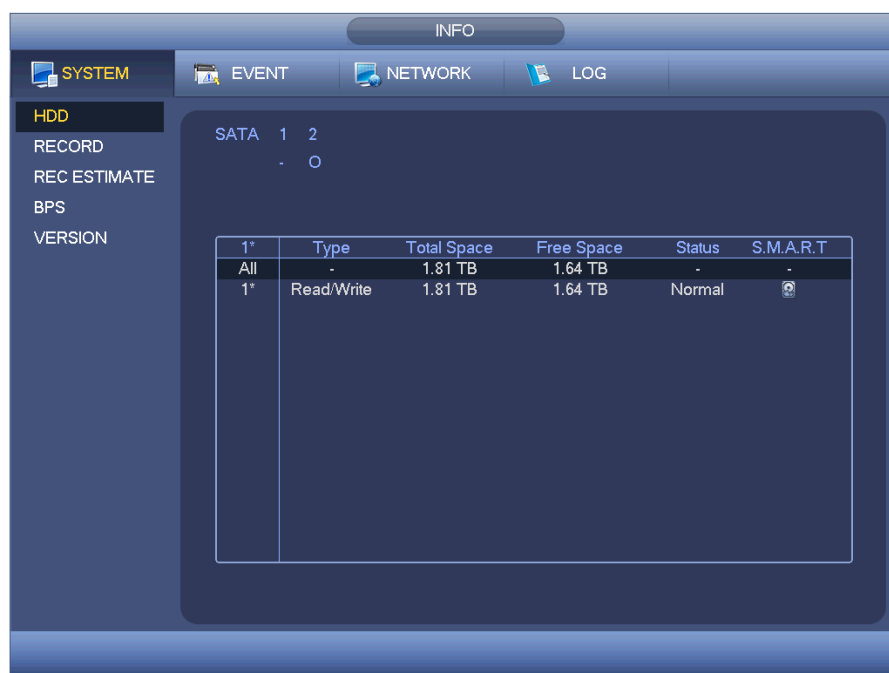 INFO
SYSTEM EVENT NETWORK LOG
HDD
RECORD
REC ESTIMATE
BPS
VERSION
SATA 1 2
- O
1* Type Total Space Free Space Status S.M.A.R.T
All - 1.81 TB 1.64 TB - -
1* Read/Write 1.81 TB 1.64 TB Normal